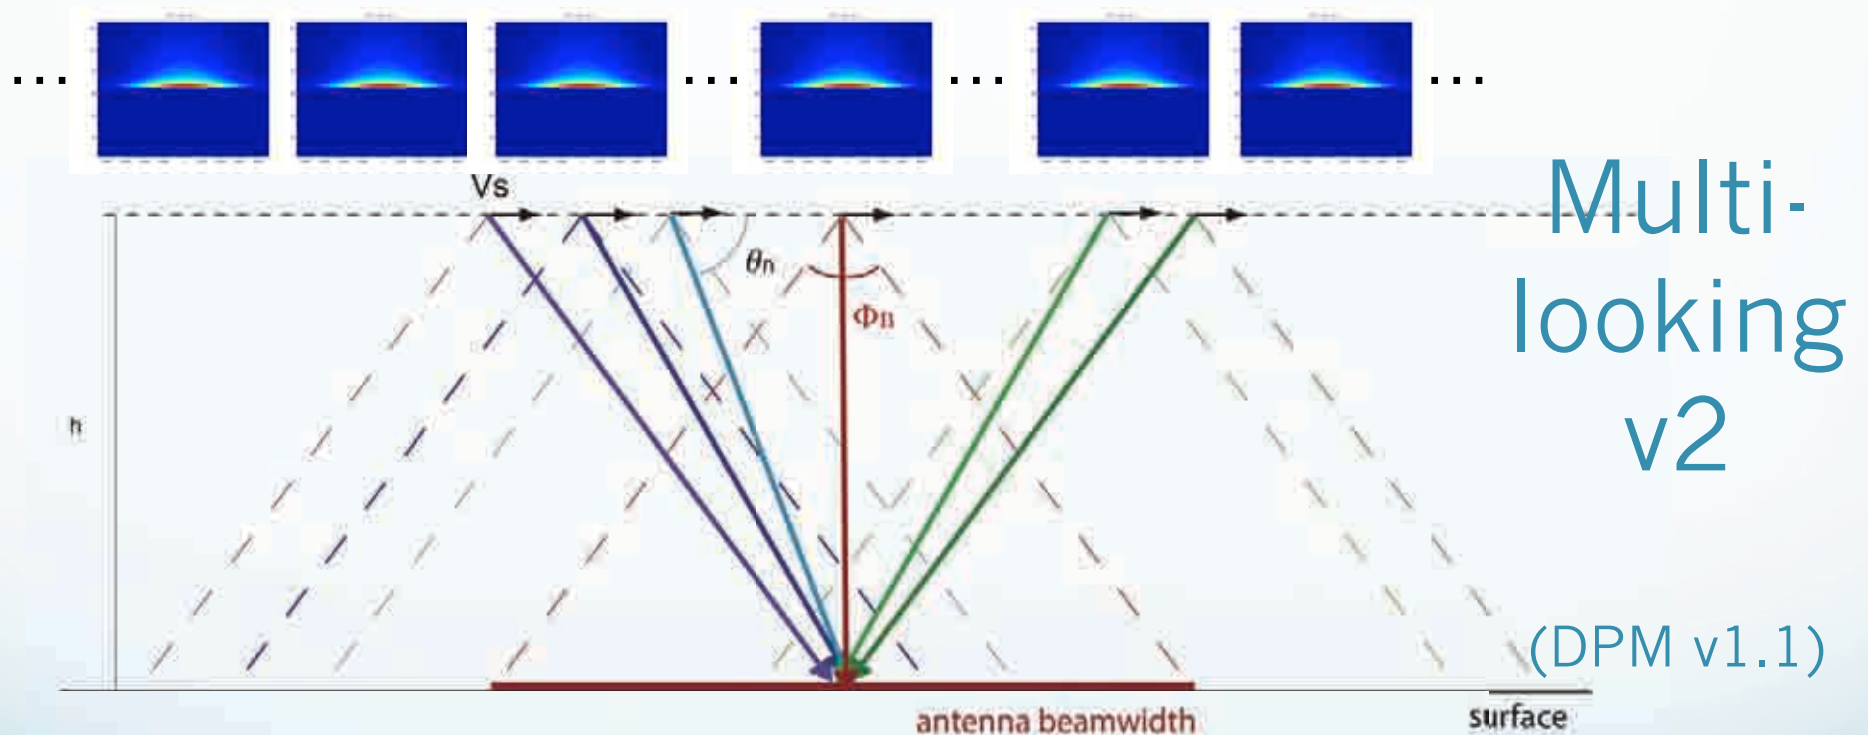 ... ... ... ...
Vs
θn
Φn
h
antenna beamwidth
surface
Multi-
looking
v2
(DPM v1.1)